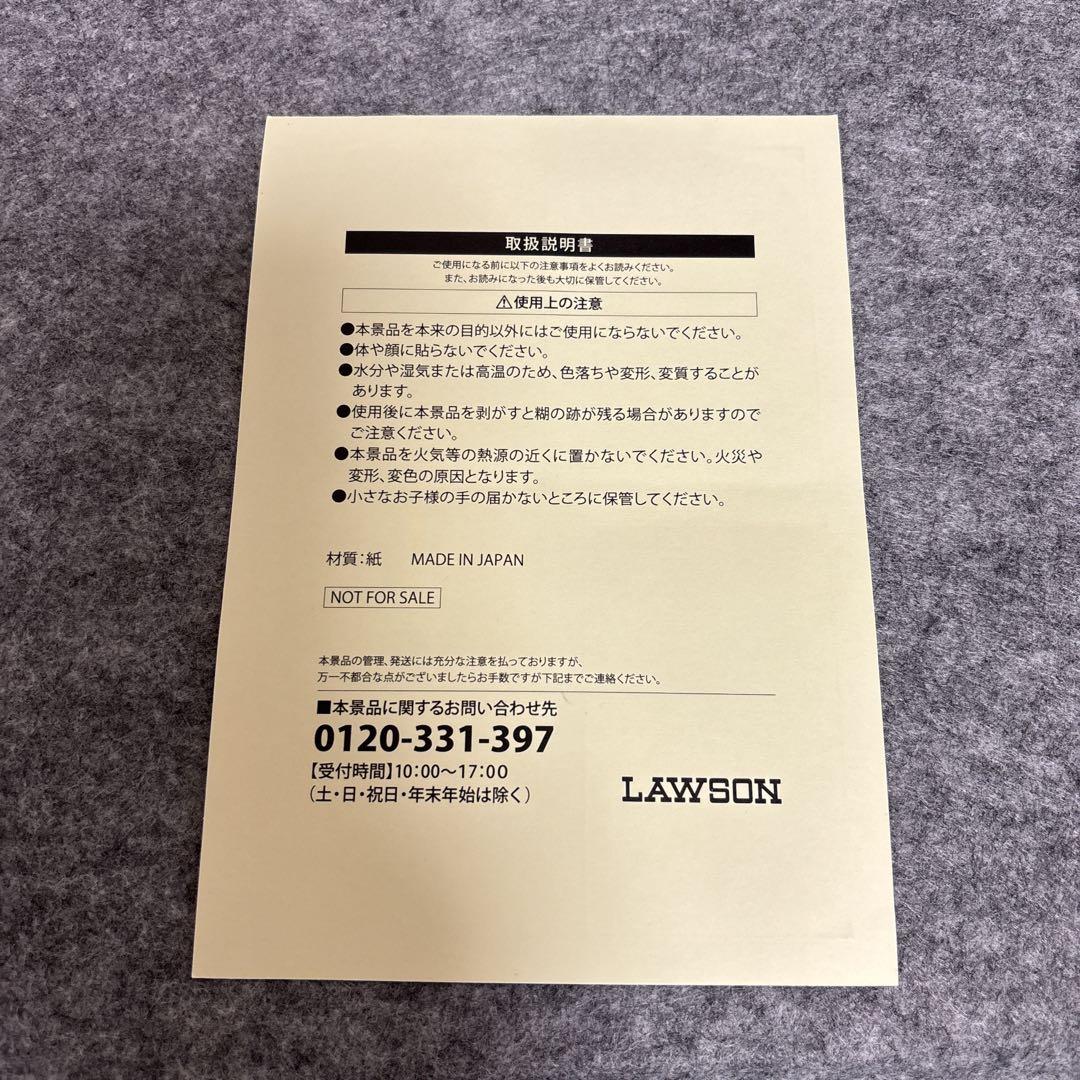 取扱説明書
ご使用になる前に以下の注意事項をよくお読みください。
また、お読みになった後も大切に保管してください。
⚠使用上の注意
●本景品を本来の目的以外にはご使用にならないでください。
●体や顔に貼らないでください。
●水分や湿気または高温のため、色落ちや変形、変質することが
あります。
●使用後に本景品を剥がすと糊の跡が残る場合がありますので
ご注意ください。
●本景品を火気等の熱源の近くに置かないでください。火災や
変形、変色の原因となります。
●小さなお子様の手の届かないところに保管してください。
材質：紙 MADE IN JAPAN
NOT FOR SALE
本景品の管理、発送には充分な注意を払っておりますが、
万一不都合な点がございましたらお手数ですが下記までご連絡ください。
■本景品に関するお問い合わせ先
0120-331-397
【受付時間】10：00～17：00
（土・日・祝日・年末年始は除く）
LAWSON